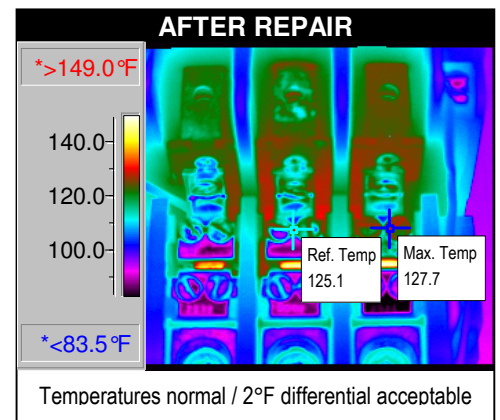 AFTER REPAIR
*>149.0°F
140.0
120.0
100.0
*<83.5°F
Ref. Temp
125.1
Max. Temp
127.7
Temperatures normal / 2°F differential acceptable